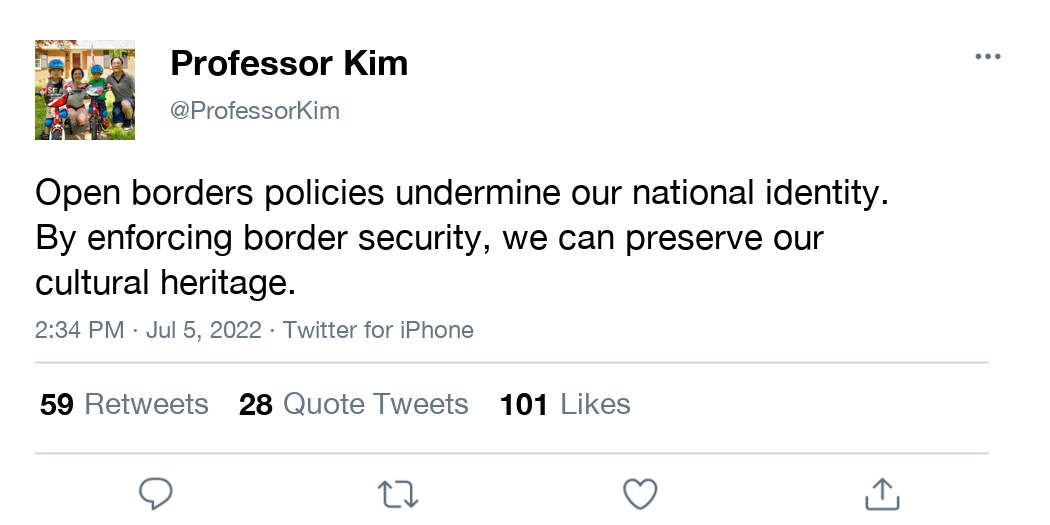 Professor Kim
@ProfessorKim
Open borders policies undermine our national identity.
By enforcing border security, we can preserve our
cultural heritage.
2:34 PM · Jul 5, 2022 · Twitter for iPhone
59 Retweets 28 Quote Tweets 101 Likes